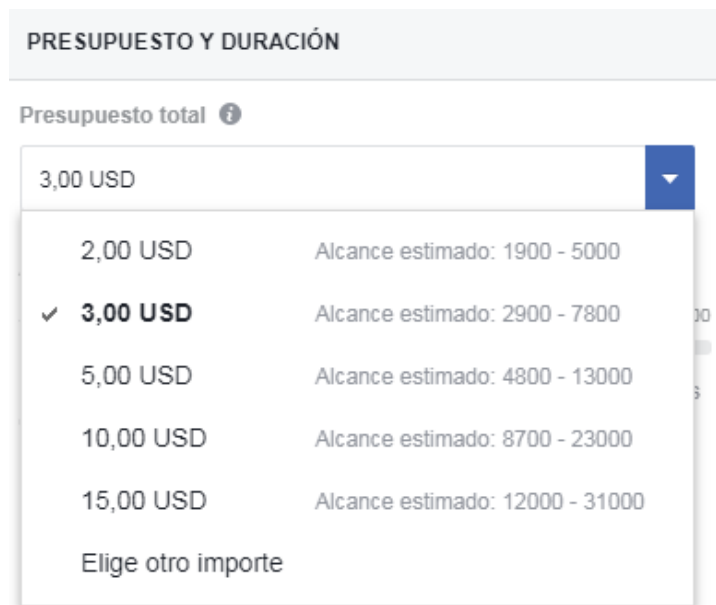 PRESUPUESTO Y DURACIÓN
Presupuesto total
3,00 USD
2,00 USD Alcance estimado: 1900 - 5000
3,00 USD Alcance estimado: 2900 - 7800
5,00 USD Alcance estimado: 4800 - 13000
10,00 USD Alcance estimado: 8700 - 23000
15,00 USD Alcance estimado: 12000 - 31000
Elige otro importe